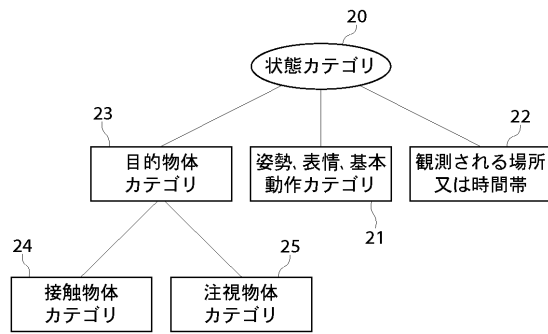 20
状態カテゴリ
23
目的物体
カテゴリ
姿勢、表情、基本
動作カテゴリ
21
22
観測される場所
又は時間帯
24
接触物体
カテゴリ
25
注視物体
カテゴリ